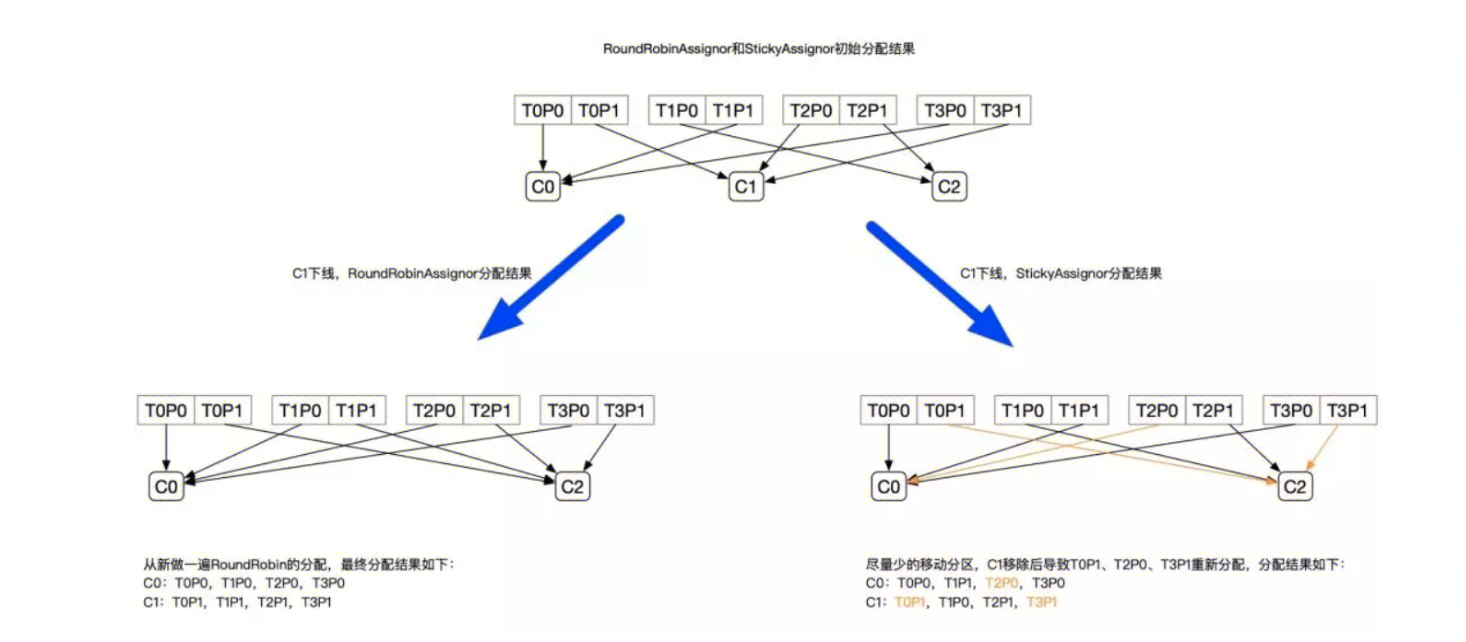 RoundRobinAssignor和StickyAssignor初始分配结果
T0P0 T0P1 T1P0 T1P1 T2P0 T2P1 T3P0 T3P1
C0 C1 C2
C1下线，RoundRobinAssignor分配结果
C1下线，StickyAssignor分配结果
T0P0 T0P1 T1P0 T1P1 T2P0 T2P1 T3P0 T3P1
C0 C2
从新做一遍RoundRobin的分配，最终分配结果如下：
C0：T0P0，T1P0，T2P0，T3P0
C1：T0P1，T1P1，T2P1，T3P1
T0P0 T0P1 T1P0 T1P1 T2P0 T2P1 T3P0 T3P1
C0 C2
尽量少的移动分区，C1移除后导致T0P1、T2P0、T3P1重新分配，分配结果如下：
C0：T0P0，T1P1，T2P0，T3P0
C1：T0P1，T1P0，T2P1，T3P1